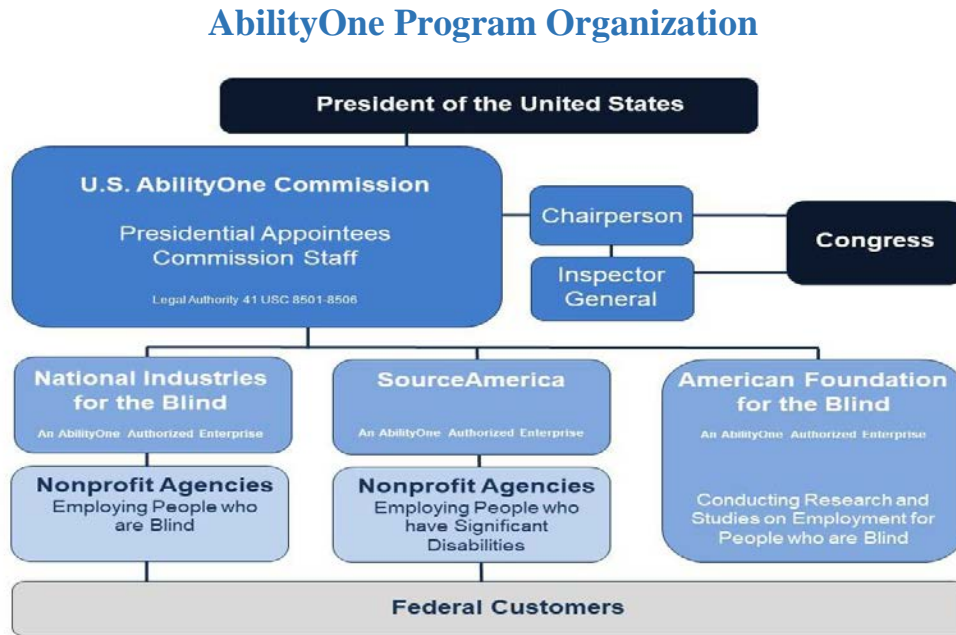 AbilityOne Program Organization
President of the United States
U.S. AbilityOne Commission
Presidential Appointees
Commission Staff
Legal Authority 41 USC 8501-8506
Chairperson
Inspector
General
Congress
National Industries
for the Blind
An AbilityOne Authorized Enterprise
SourceAmerica
An AbilityOne Authorized Enterprise
American Foundation
for the Blind
An AbilityOne Authorized Enterprise
Conducting Research and
Studies on Employment for
People who are Blind
Nonprofit Agencies
Employing People who
are Blind
Nonprofit Agencies
Employing People who
have Significant
Disabilities
Federal Customers